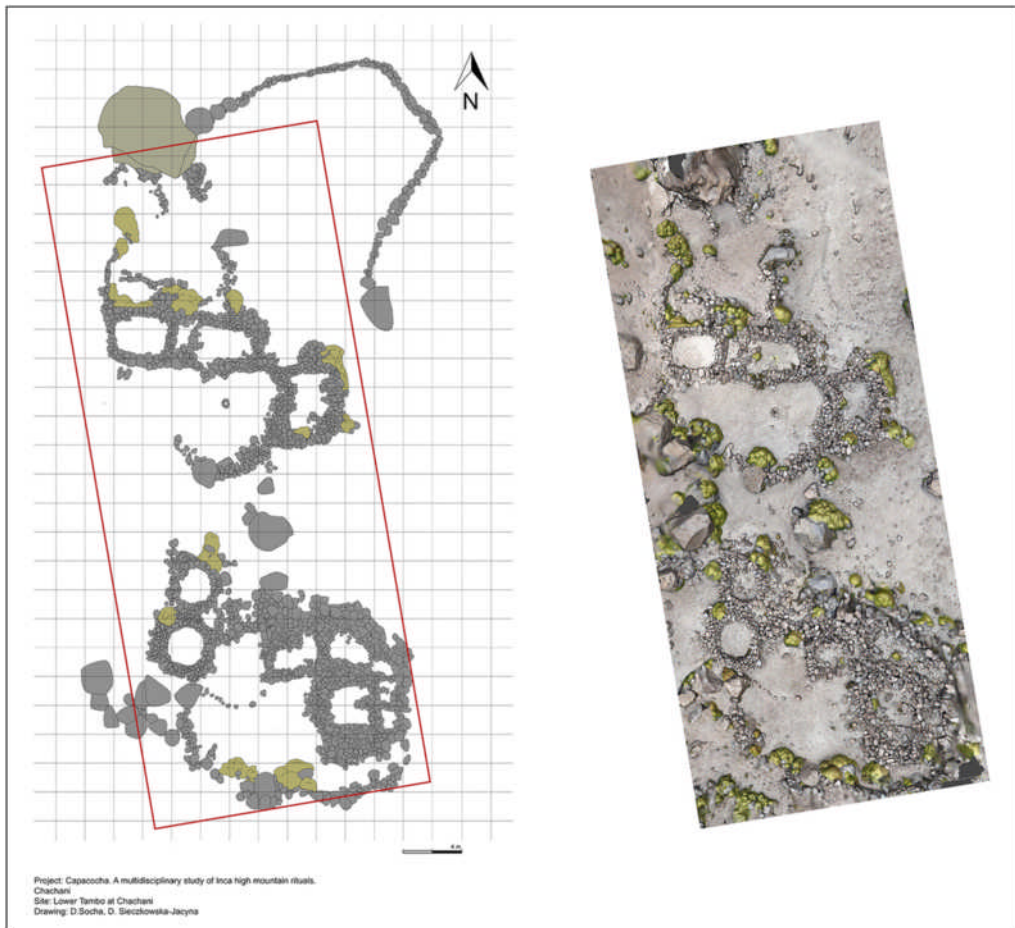 N
4 m
Project: Capacocha. A multidisciplinary study of Inca high mountain rituals.
Chachani
Site: Lower Tambo at Chachani
Drawing: D.Socha, D. Sieczkowska-Jacyna